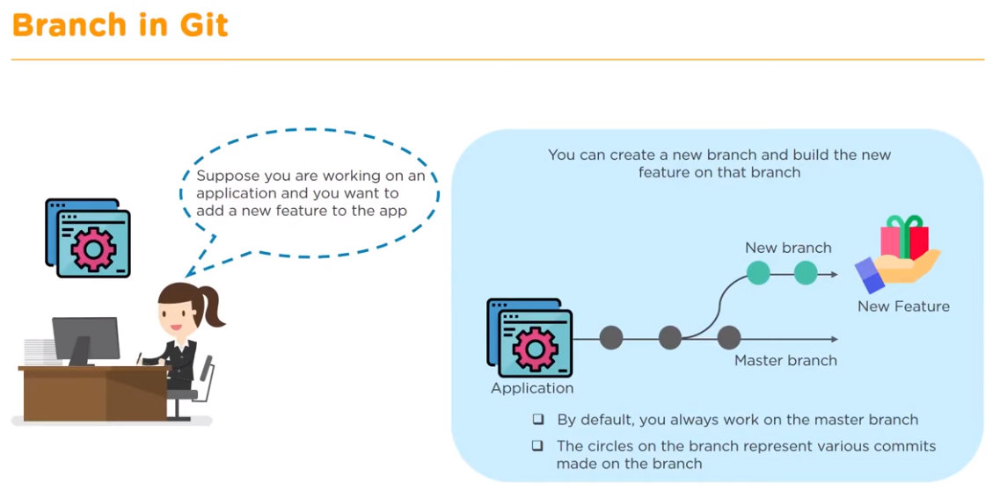 Branch in Git
Suppose you are working on an
application and you want to
add a new feature to the app
You can create a new branch and build the new
feature on that branch
New branch
New Feature
Master branch
Application
❑ By default, you always work on the master branch
❑ The circles on the branch represent various commits
made on the branch